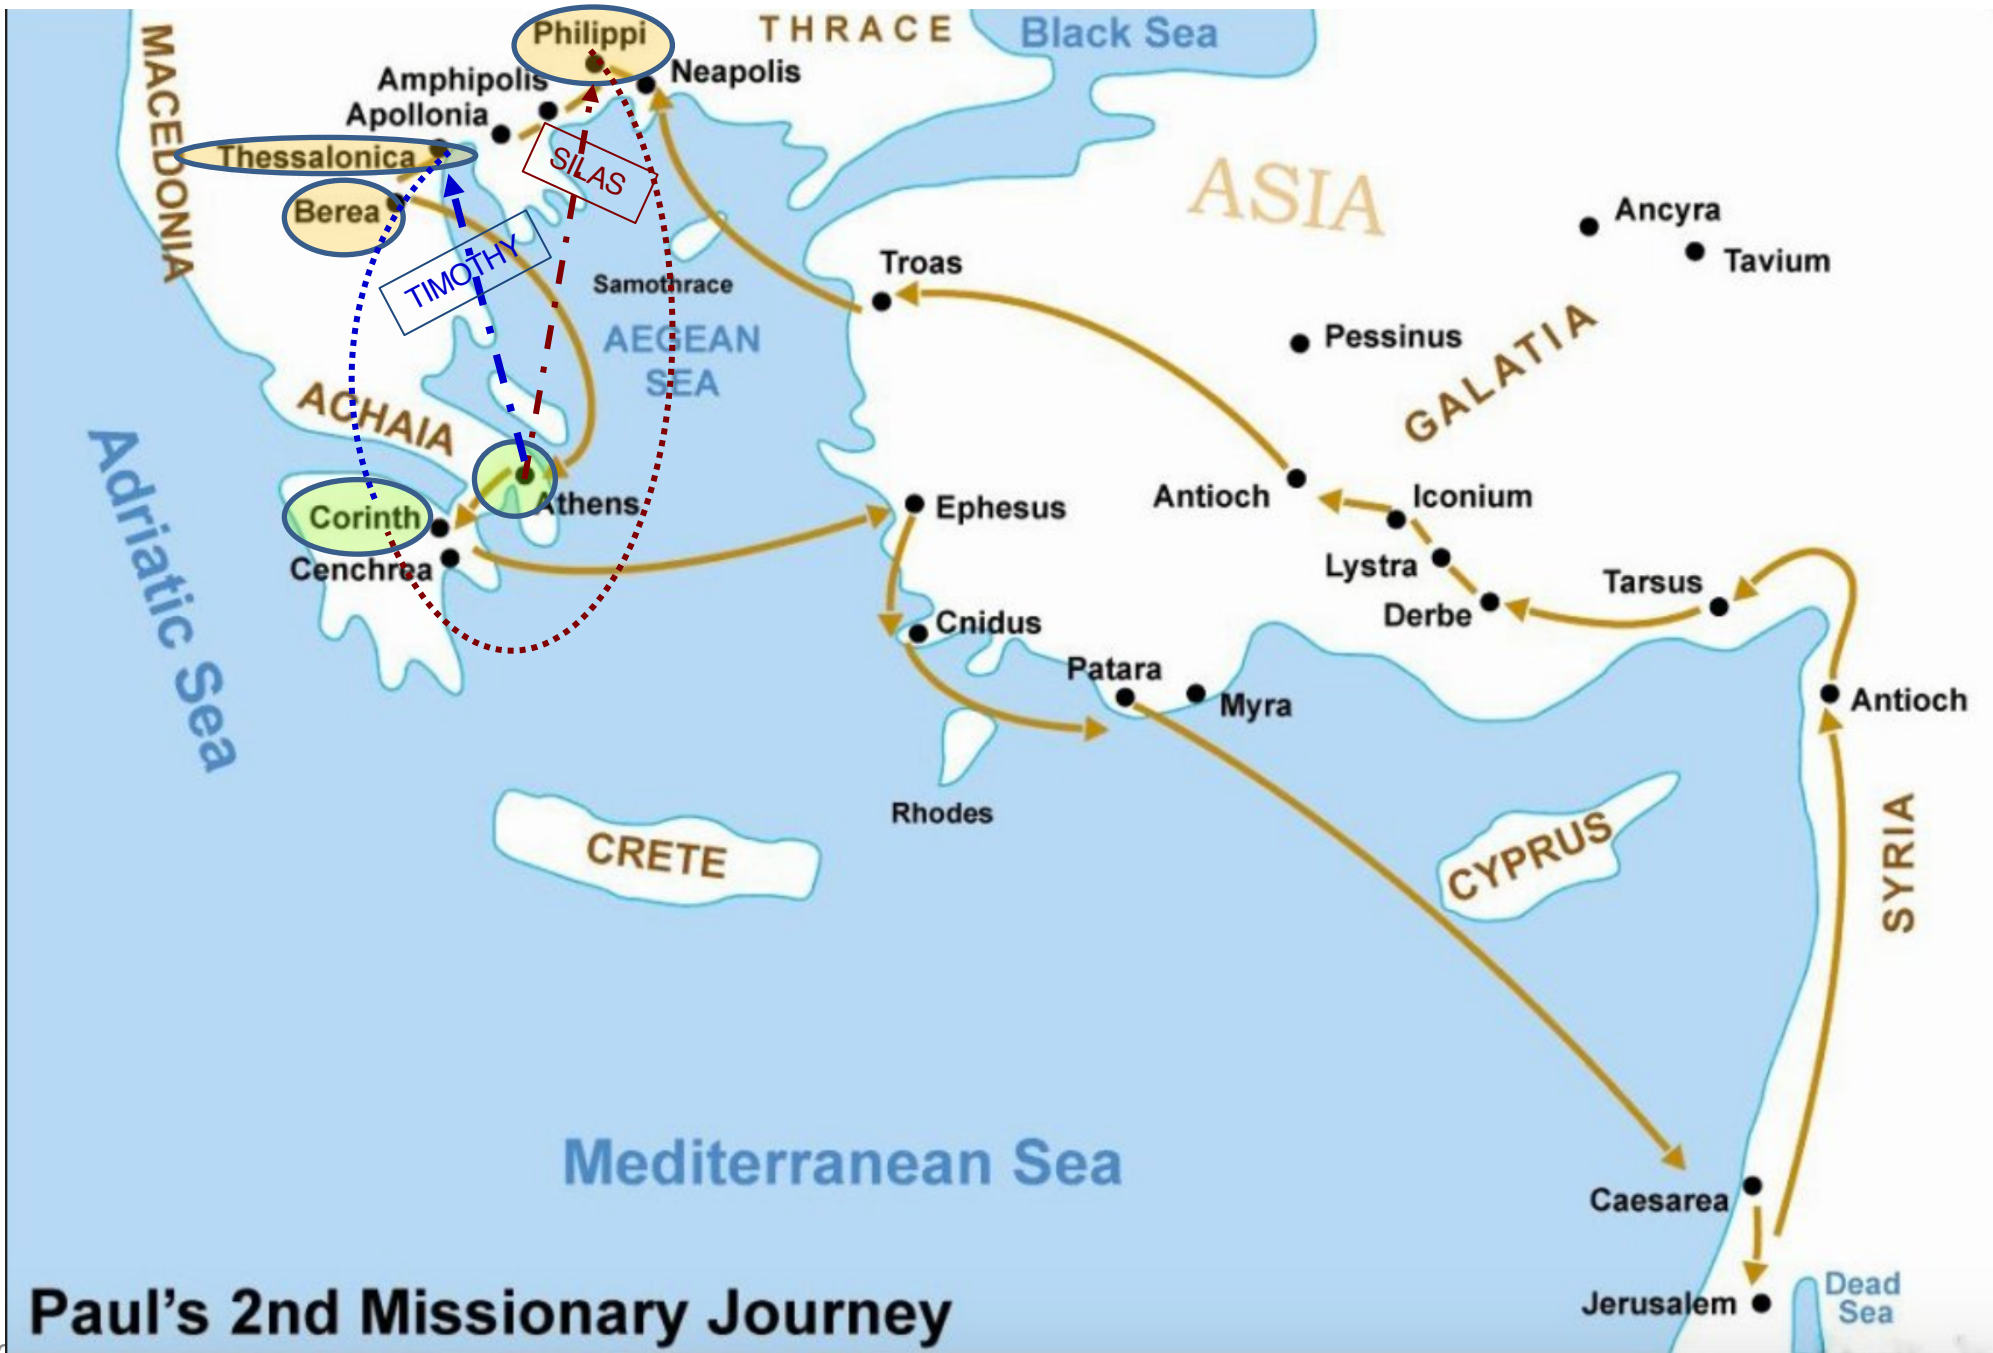 THRACE
Black Sea
Philippi
Neapolis
Amphipolis
Apollonia
MACEDONIA
Thessalonica
Berea
SILAS
TIMOTHY
ASIA
Ancyra
Tavium
Troas
Samothrace
AEGEAN
SEA
Pessinus
GALATIA
ACHAIA
Adriatic Sea
Athens
Corinth
Cenchrea
Ephesus
Antioch
Iconium
Lystra
Derbe
Tarsus
Cnidus
Patara
Myra
Antioch
Rhodes
CRETE
CYPRUS
SYRIA
Mediterranean Sea
Caesarea
Jerusalem
Dead
Sea
Paul’s 2nd Missionary Journey